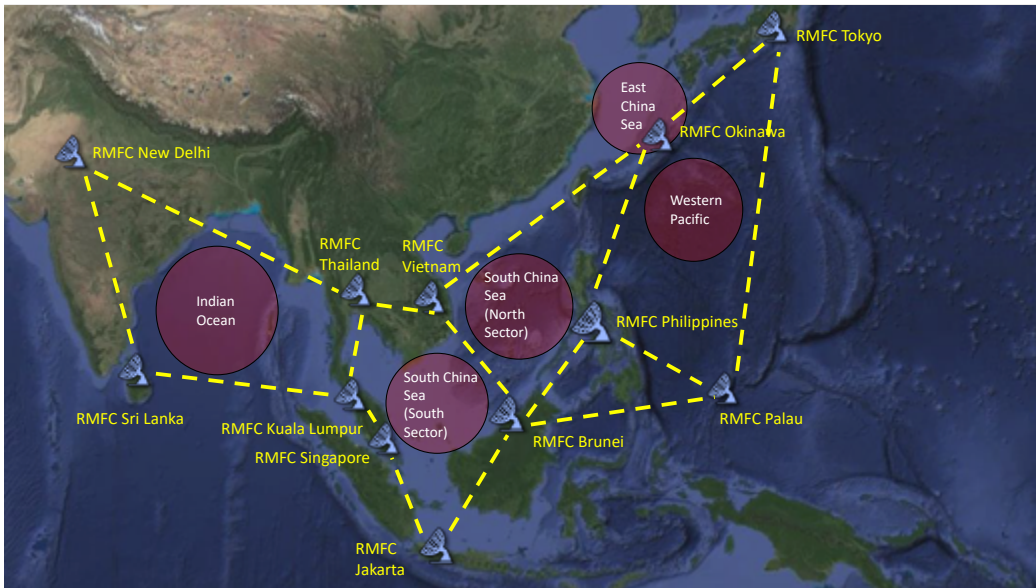 RMFC Tokyo
East
China
Sea
RMFC Okinawa
RMFC New Delhi
Western
Pacific
RMFC
Thailand
RMFC
Vietnam
South China
Sea
(North
Sector)
Indian
Ocean
RMFC Philippines
South China
Sea
(South
Sector)
RMFC Sri Lanka
RMFC Kuala Lumpur
RMFC Singapore
RMFC Brunei
RMFC Palau
RMFC
Jakarta